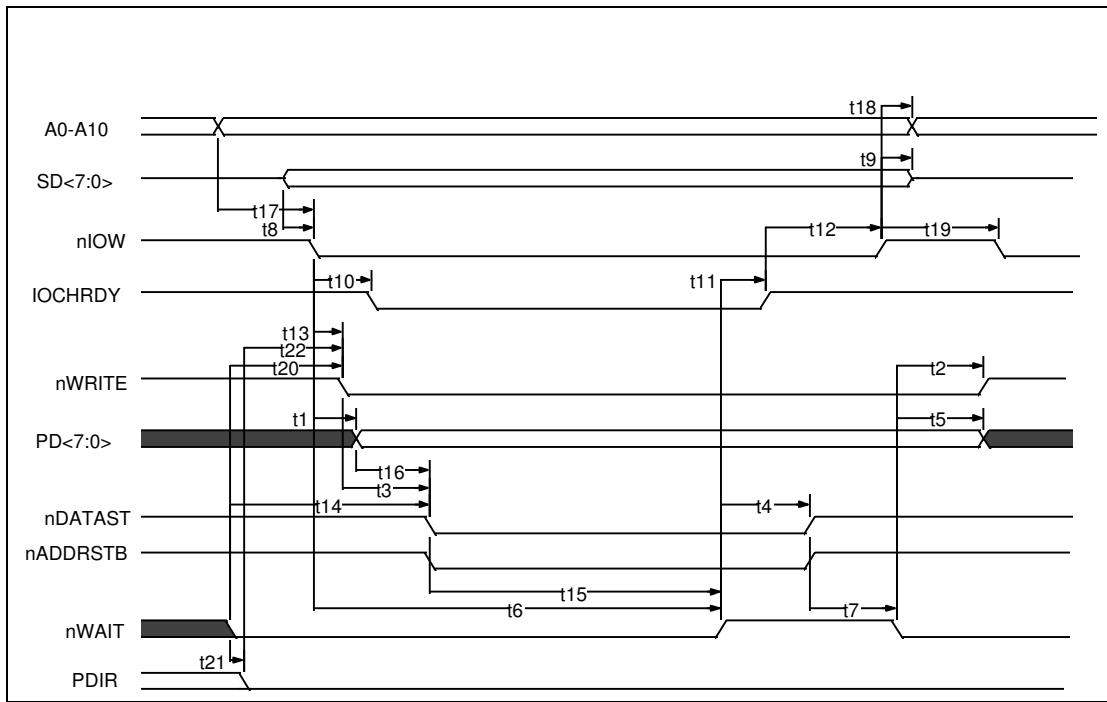 t18
A0-A10
t9
SD<7:0>
t17
t8
t12
t19
nIOW
t10
t11
IOCHRDY
t13
t22
t20
t2
nWRITE
t1
t5
PD<7:0>
t16
t3
t14
t4
nDATAST
nADDRSTB
t15
t6
t7
nWAIT
t21
PDIR